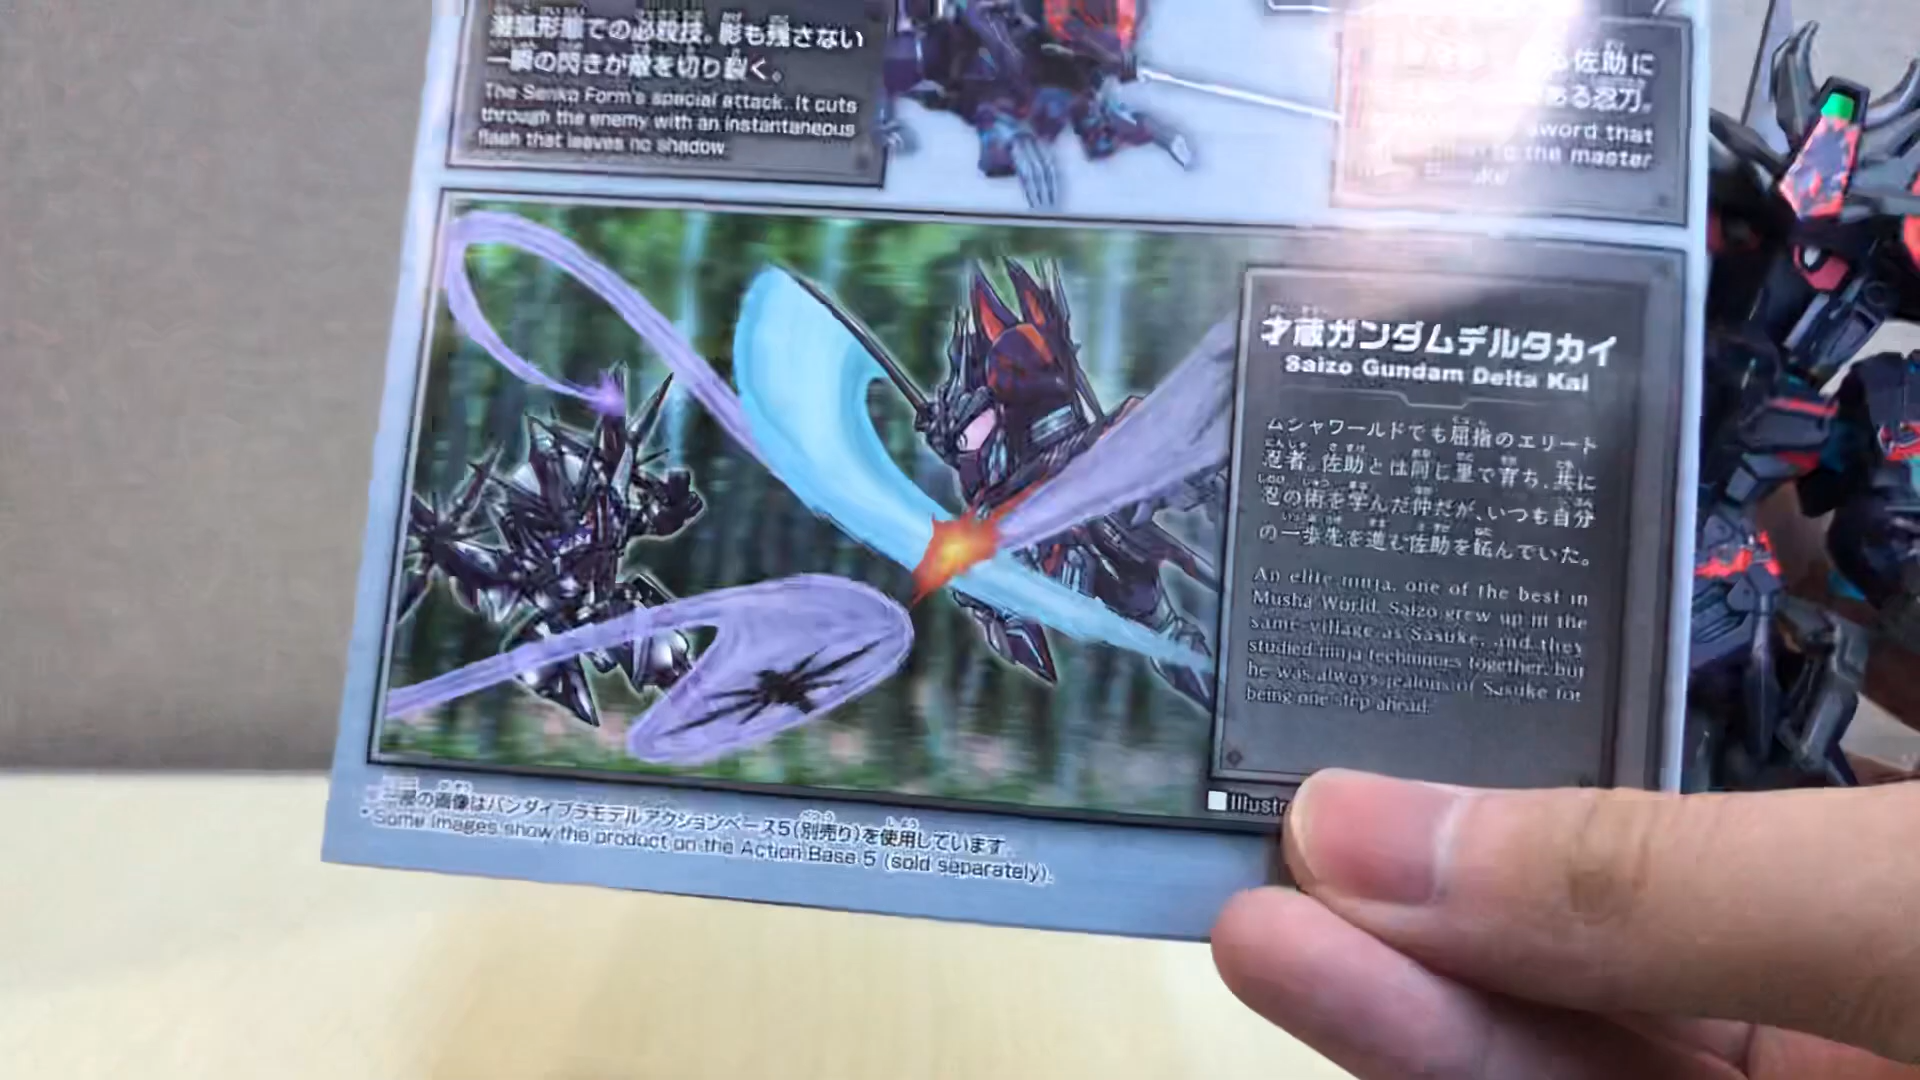 潜狐形態での必殺技。影も残さない
一瞬の閃きが敵を切り裂く。
The Senko Form's special attack. It cuts
through the enemy with an instantaneous
flash that leaves no shadow.
佐助に
ある忍刀。
sword that
to the master
才蔵ガンダムデルタカイ
Saizo Gundam Delta Kai
ムシャワールドでも屈指のエリート
忍者。佐助とは同じ里で育ち、共に
忍の術を学んだ仲だが、いつも自分
の一歩先を進む佐助を妬んでいた。
An elite ninja, one of the best in
Musha World. Saizo grew up in the
same village as Sasuke, and they
studied ninja techniques together, but
he was always jealous of Sasuke for
being one step ahead.
Illustr
の画像はバンダイプラモデルアクションベース5(別売り)を使用しています。
* Some images show the product on the Action Base 5 (sold separately).